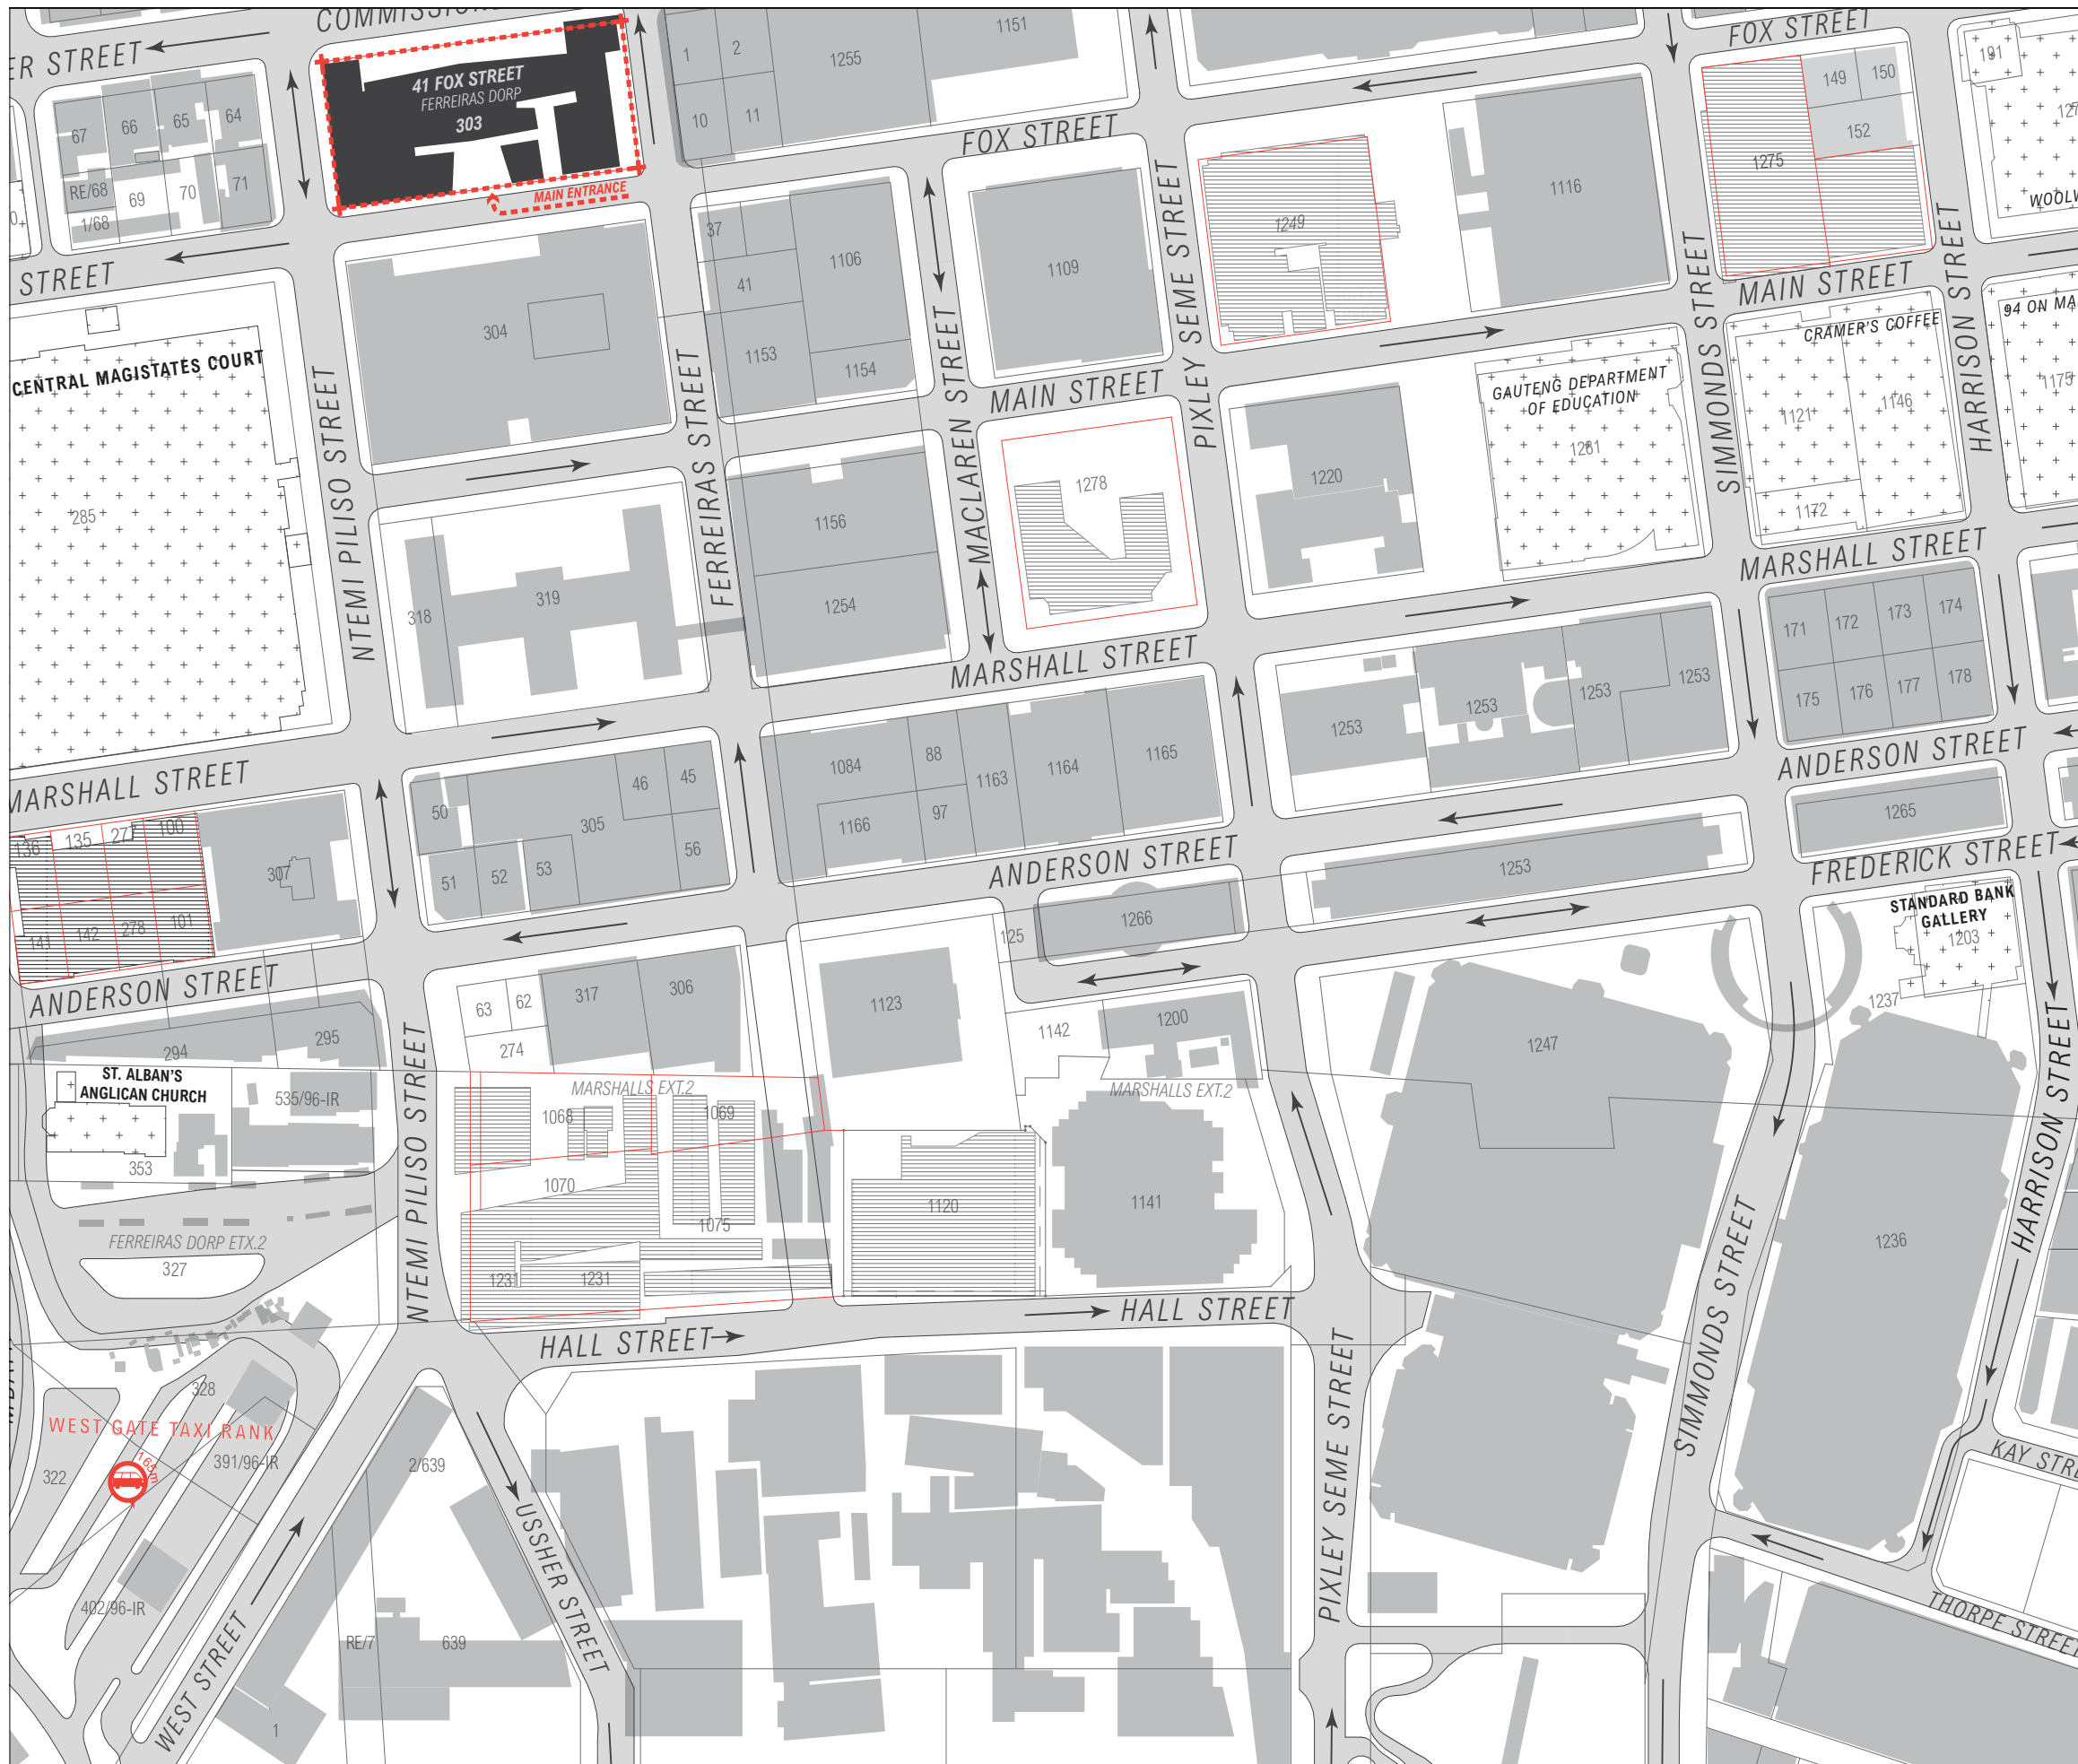 ER STREET
67
66
65
64
RE/68
69
70
71
1/68
STREET
41 FOX STREET
FERREIRAS DORP
303
MAIN ENTRANCE
1
2
10
11
1255
1151
FOX STREET
FOX STREET
149
150
152
1275
191
MAIN STREET
CENTRAL MAGISTATES COURT
285
304
37
41
1106
1153
1154
1109
1249
1116
NTEMI PILISO STREET
FERREIRAS STREET
MACLAREN STREET
PIXLEY SEME STREET
SIMMONDS STREET
HARRISON STREET
MAIN STREET
318
319
1156
1254
1278
1220
GAUTENG DEPARTMENT
OF EDUCATION
CRAMER'S COFFEE
1121
1146
1172
1175
MARSHALL STREET
MARSHALL STREET
MARSHALL STREET
171
172
173
174
175
176
177
178
1253
1253
1253
1253
1084
88
1163
1164
1165
1166
97
50
305
46
45
51
52
53
56
136
135
277
100
141
142
278
101
307
ANDERSON STREET
ANDERSON STREET
ANDERSON STREET
1265
1253
1266
125
FREDERICK STREET
STANDARD BANK
GALLERY
1203
1237
63
62
274
317
306
1123
1142
1200
1247
294
295
ST. ALBAN'S
ANGLICAN CHURCH
535/96-IR
353
NTEMI PILISO STREET
MARSHALLS EXT.2
MARSHALLS EXT.2
1068
1069
1070
1075
1120
1141
1231
1231
1236
FERREIRAS DORP ETX.2
327
HALL STREET
HALL STREET
SIMMONDS STREET
HARRISON STREET
PIXLEY SEME STREET
WEST GATE TAXI RANK
165m
328
322
391/96-IR
402/96-IR
2/639
RE/7
639
1
WEST STREET
USSHER STREET
THORPE STREET